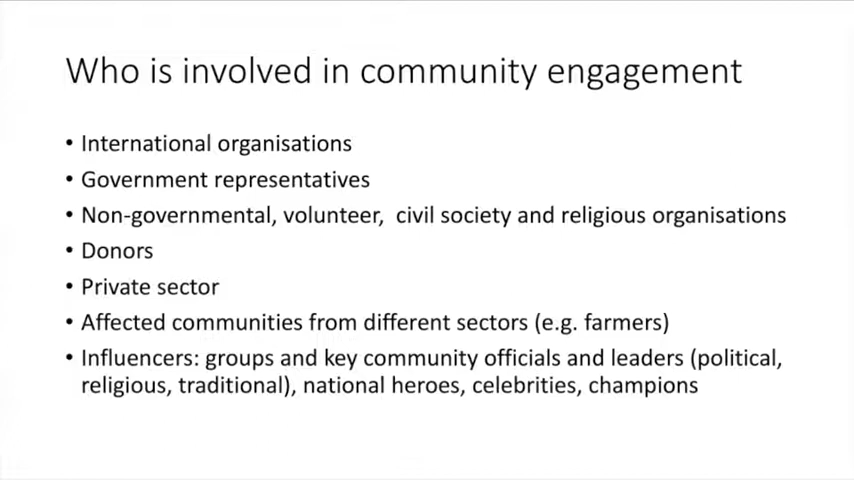 Who is involved in community engagement
• International organisations
• Government representatives
• Non-governmental, volunteer,  civil society and religious organisations
• Donors
• Private sector
• Affected communities from different sectors (e.g. farmers)
• Influencers: groups and key community officials and leaders (political,
religious, traditional), national heroes, celebrities, champions